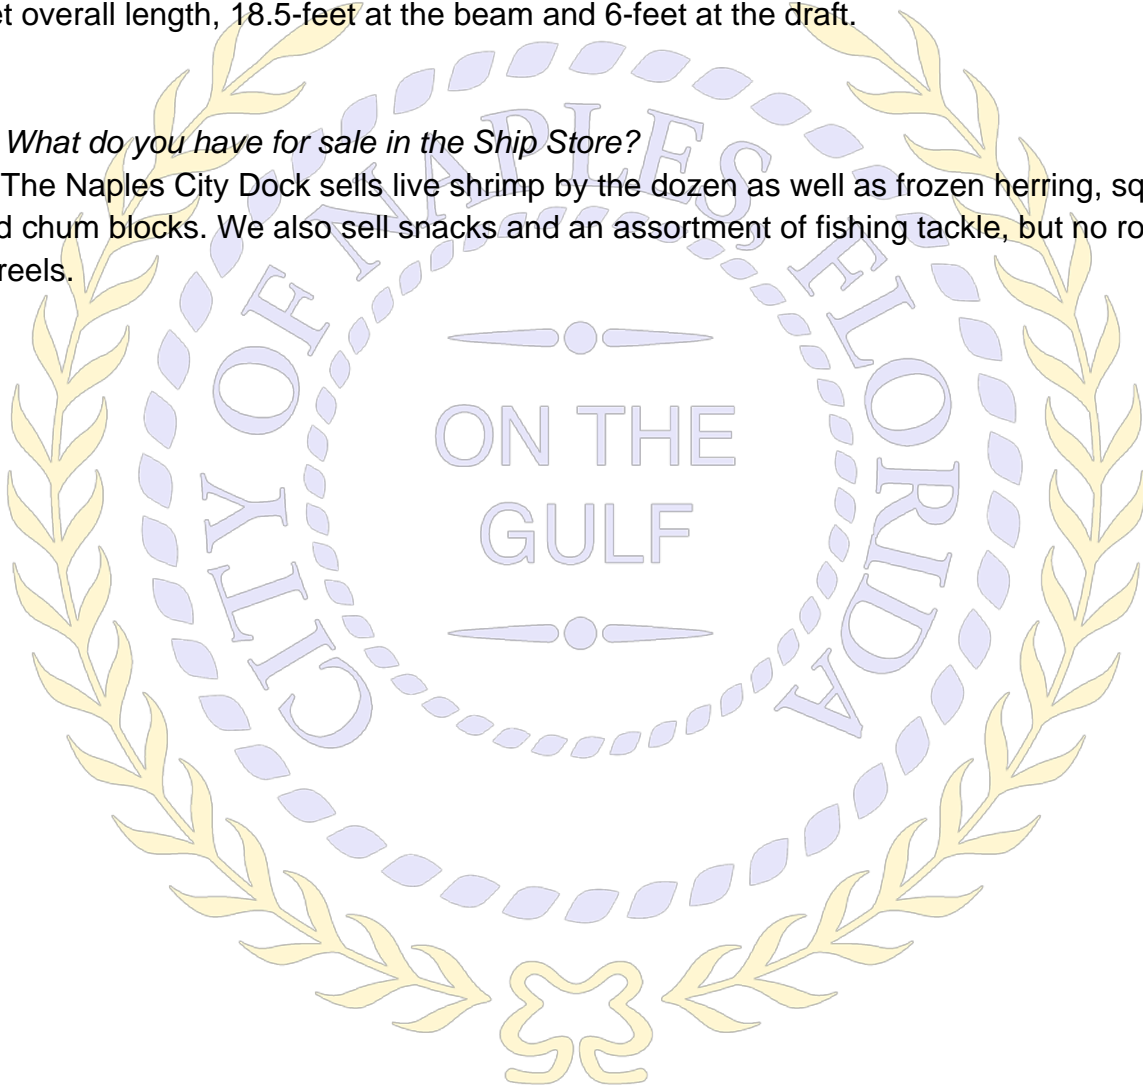 et overall length, 18.5-feet at the beam and 6-feet at the draft.
What do you have for sale in the Ship Store?
The Naples City Dock sells live shrimp by the dozen as well as frozen herring, sq
d chum blocks. We also sell snacks and an assortment of fishing tackle, but no ro
reels.
CITY OF NAPLES, FLORIDA
ON THE
GULF